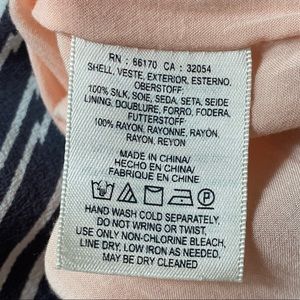 RN : 66170 CA : 32054
SHELL, VESTE, EXTERIOR, ESTERNO,
OBERSTOFF:
100% SILK, SOIE, SEDA, SETA, SEIDE
LINING, DOUBLURE, FORRO, FODERA,
FUTTERSTOFF:
100% RAYON, RAYONNE, RAYÓN,
RAYON, REYON
MADE IN CHINA/
HECHO EN CHINA/
FABRIQUE EN CHINE
P
HAND WASH COLD SEPARATELY,
DO NOT WRING OR TWIST,
USE ONLY NON-CHLORINE BLEACH,
LINE DRY, LOW IRON AS NEEDED,
MAY BE DRY CLEANED